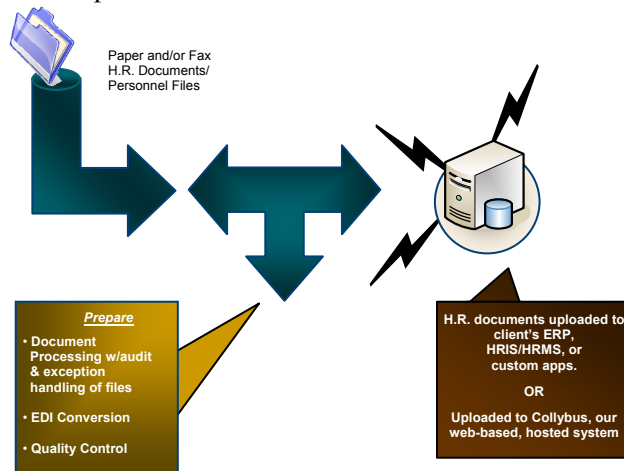 Paper and/or Fax
H.R. Documents/
Personnel Files
Prepare
• Document
Processing w/audit
& exception
handling of files
• EDI Conversion
• Quality Control
H.R. documents uploaded to
client's ERP,
HRIS/HRMS, or
custom apps.
OR
Uploaded to Collybus, our
web-based, hosted system